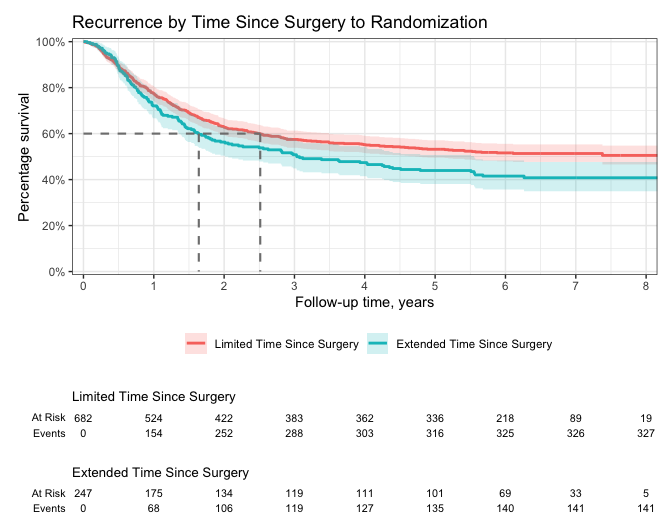 Recurrence by Time Since Surgery to Randomization
100%
80%
60%
40%
20%
0%
Percentage survival
0 1 2 3 4 5 6 7 8
Follow-up time, years
Limited Time Since Surgery Extended Time Since Surgery
Limited Time Since Surgery
At Risk 682 524 422 383 362 336 218 89 19
Events 0 154 252 288 303 316 325 326 327
Extended Time Since Surgery
At Risk 247 175 134 119 111 101 69 33 5
Events 0 68 106 119 127 135 140 141 141